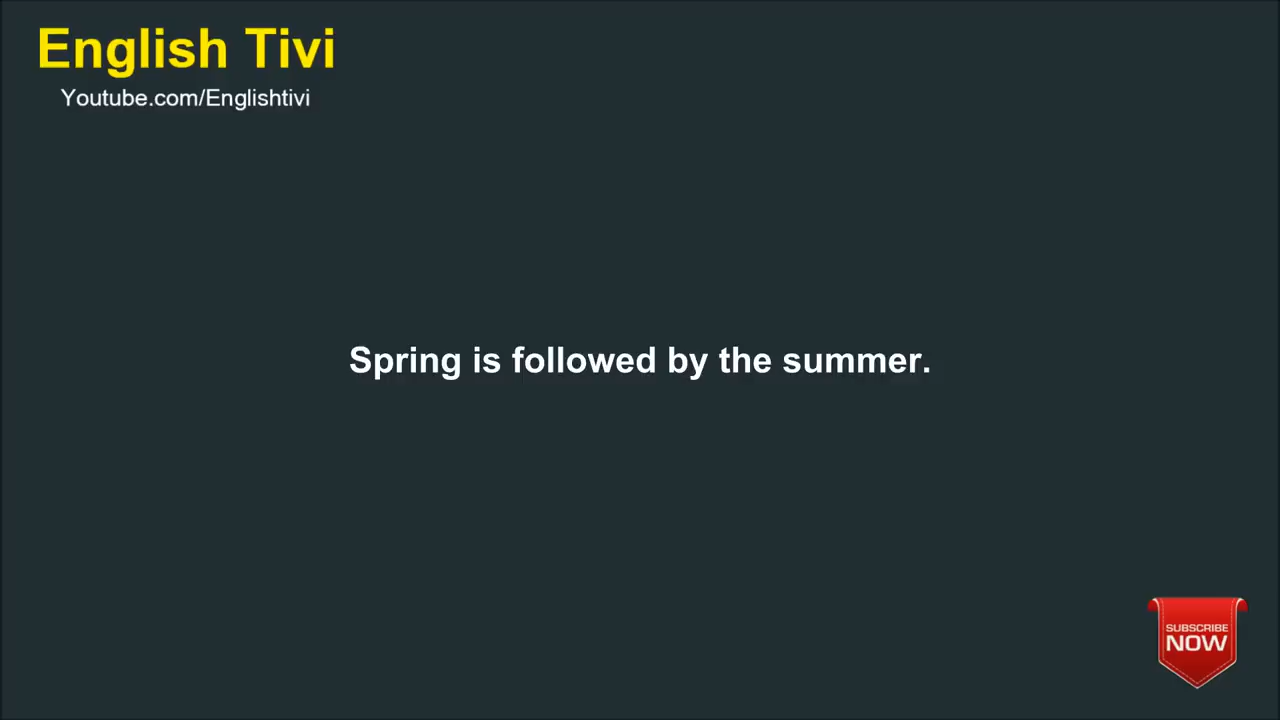 English Tivi
Youtube.com/Englishtivi
Spring is followed by the summer.
SUBSCRIBE
NOW